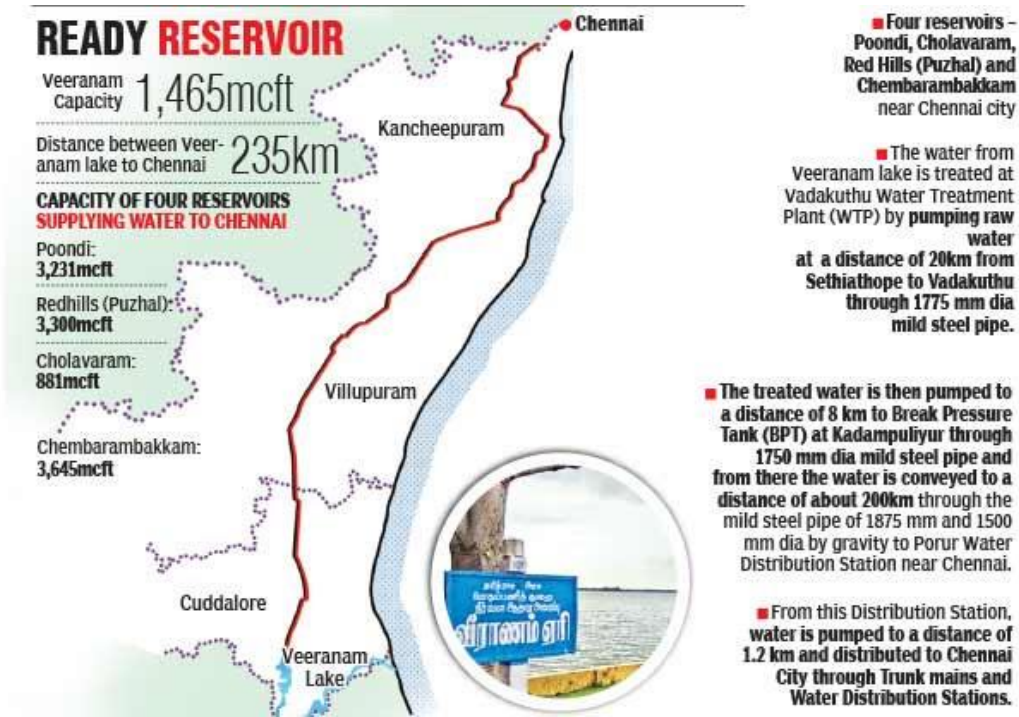 READY RESERVOIR
Veeranam
Capacity 1,465mcft
Distance between Veer-
anam lake to Chennai 235km
CAPACITY OF FOUR RESERVOIRS
SUPPLYING WATER TO CHENNAI
Poondi:
3,231mcft
Redhills (Puzhal):
3,300mcft
Cholavaram:
881mcft
Chembarambakkam:
3,645mcft
Chennai
Kancheepuram
Villupuram
Cuddalore
Veeranam
Lake
வீராணம் ஏரி
Four reservoirs –
Poondi, Cholavaram,
Red Hills (Puzhal) and
Chembarambakkam
near Chennai city
The water from
Veeranam lake is treated at
Vadakuthu Water Treatment
Plant (WTP) by pumping raw
water
at a distance of 20km from
Sethiathope to Vadakuthu
through 1775 mm dia
mild steel pipe.
The treated water is then pumped to
a distance of 8 km to Break Pressure
Tank (BPT) at Kadampuliyur through
1750 mm dia mild steel pipe and
from there the water is conveyed to a
distance of about 200km through the
mild steel pipe of 1875 mm and 1500
mm dia by gravity to Porur Water
Distribution Station near Chennai.
From this Distribution Station,
water is pumped to a distance of
1.2 km and distributed to Chennai
City through Trunk mains and
Water Distribution Stations.